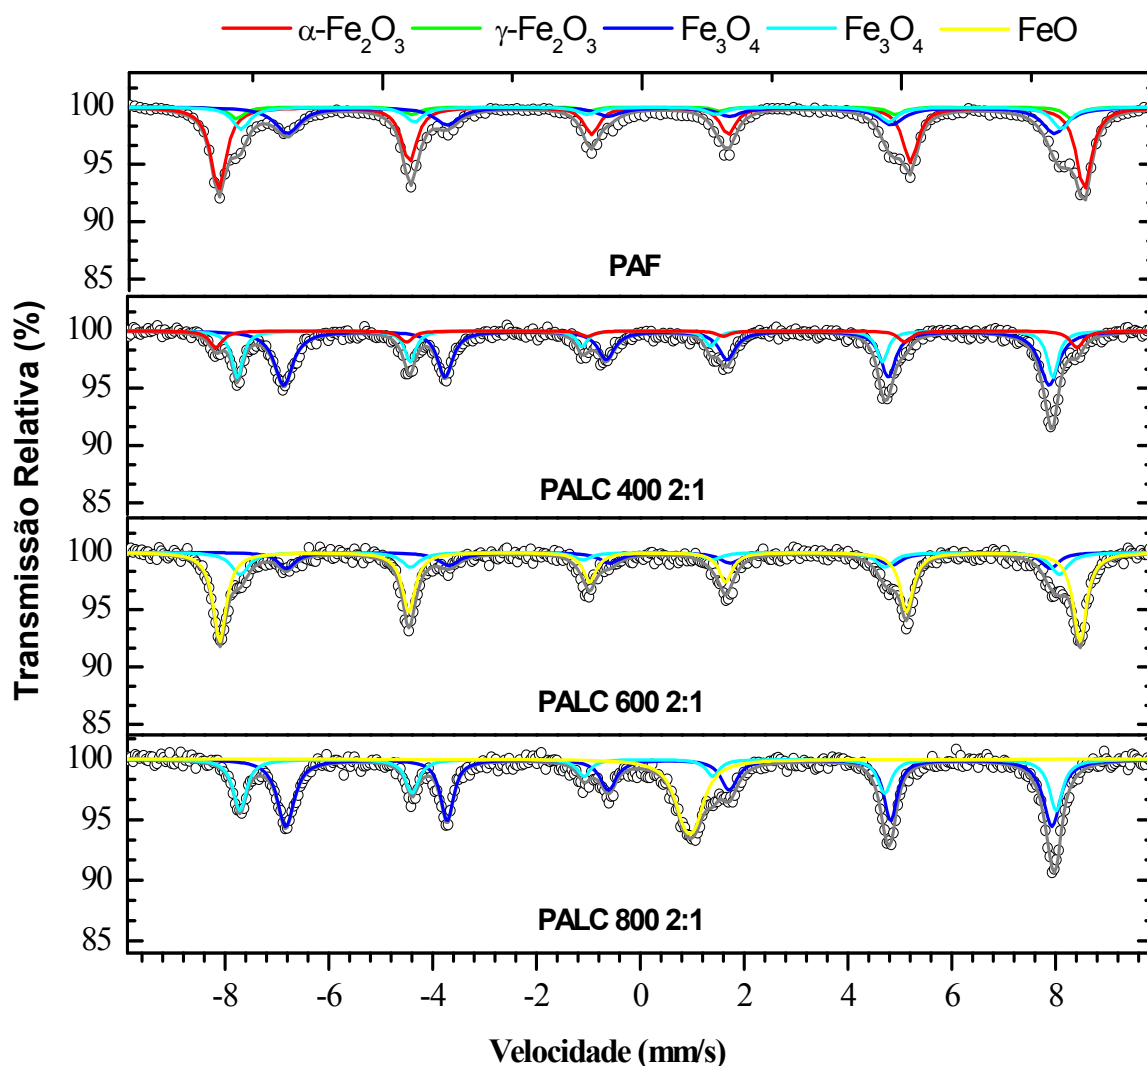 α-Fe₂O₃ γ-Fe₂O₃ Fe₃O₄ Fe₃O₄ FeO
100
95
90
85
PAF
100
95
90
85
PALC 400 2:1
100
95
90
85
PALC 600 2:1
100
95
90
85
PALC 800 2:1
Transmissão Relativa (%)
-8 -6 -4 -2 0 2 4 6 8
Velocidade (mm/s)